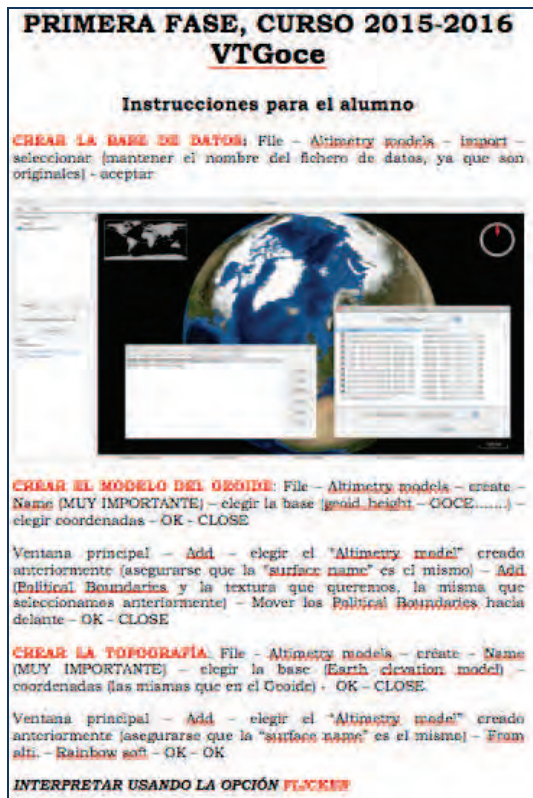 PRIMERA FASE, CURSO 2015-2016
VTGoce
Instrucciones para el alumno
CREAR LA BASE DE DATOS: File – Altimetry models – import –
seleccionar (mantener el nombre del fichero de datos, ya que son
originales) - aceptar
CREAR EL MODELO DEL GEOIDE: File – Altimetry models – create –
Name (MUY IMPORTANTE) – elegir la base (geoid_height – GOCE.......) –
elegir coordenadas – OK - CLOSE
Ventana principal – Add – elegir el "Altimetry model" creado
anteriormente (asegurarse que la "surface name" es el mismo) – Add
(Political Boundaries y la textura que queremos, la misma que
seleccionamos anteriormente) – Mover los Political Boundaries hacia
delante – OK - CLOSE
CREAR LA TOPOGRAFÍA: File - Altimetry models – create - Name
(MUY IMPORTANTE) – elegir la base (Earth elevation model) –
coordenadas (las mismas que en el Geoide) - OK – CLOSE.
Ventana principal – Add – elegir el "Altimetry model" creado
anteriormente (asegurarse que la "surface name" es el mismo) – From
alti. – Rainbow soft – OK – OK
INTERPRETAR USANDO LA OPCIÓN FLICKEN